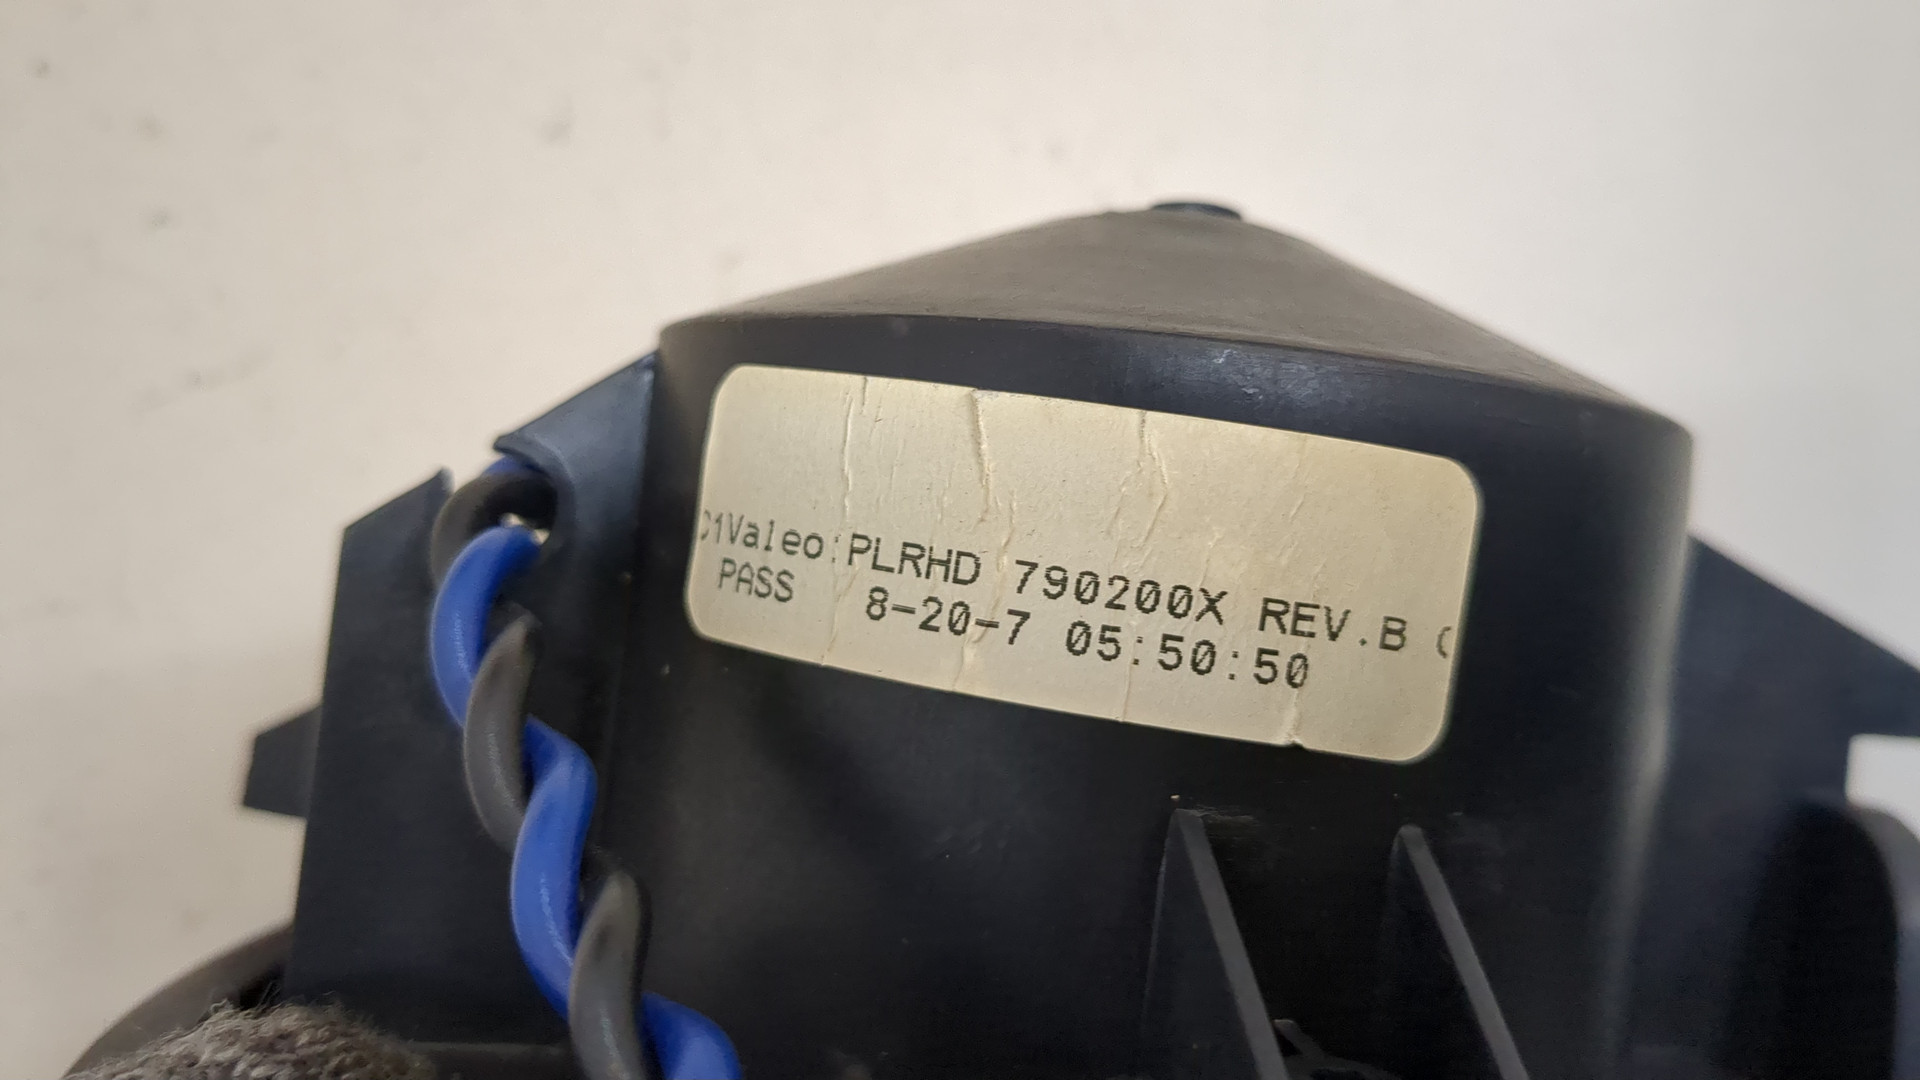 C1Valeo:PLRHD 790200X REV.B C
PASS 8-20-7 05:50:50